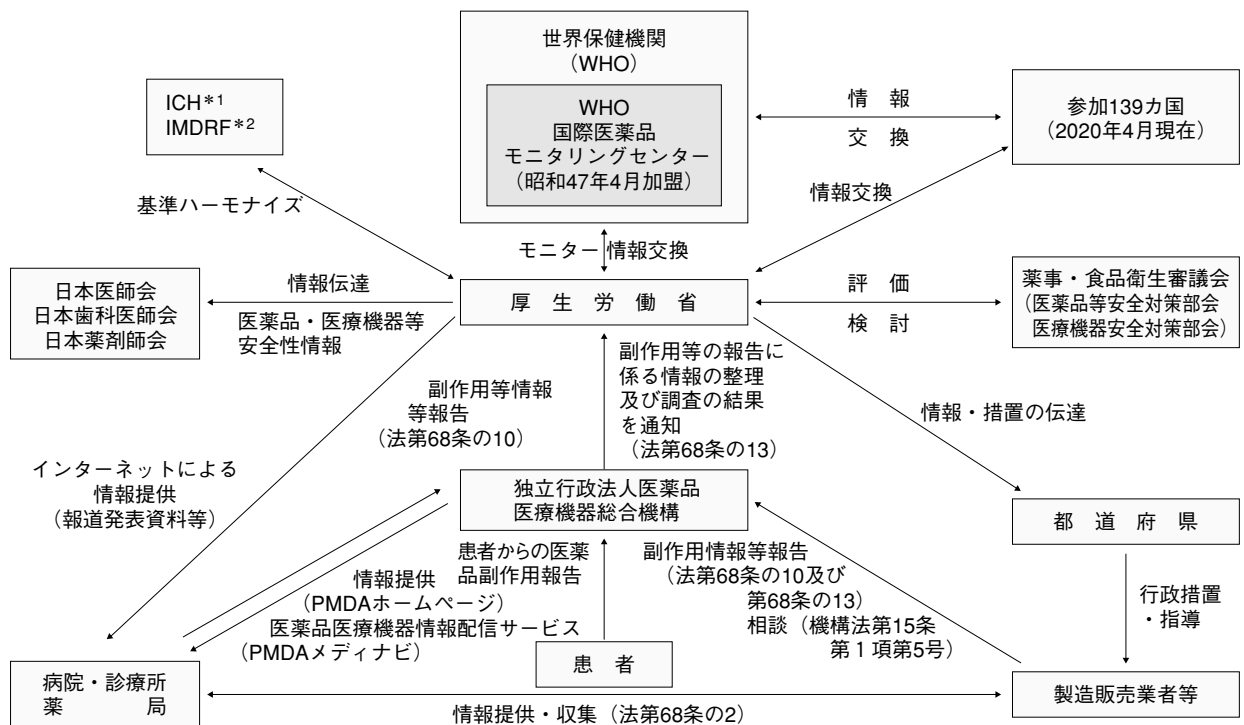 世界保健機関
（WHO）
WHO
国際医薬品
モニタリングセンター
（昭和47年4月加盟）
ICH＊1
IMDRF＊2
情　報
交　換
参加139カ国
（2020年4月現在）
基準ハーモナイズ
情報交換
モニター 情報交換
日本医師会
日本歯科医師会
日本薬剤師会
情報伝達
医薬品・医療機器等
安全性情報
厚　生　労　働　省
評　価
検　討
薬事・食品衛生審議会
（医薬品等安全対策部会
医療機器安全対策部会）
副作用等情報
等報告
（法第68条の10）
副作用等の報告に
係る情報の整理
及び調査の結果
を通知
（法第68条の13）
情報・措置の伝達
インターネットによる
情報提供
（報道発表資料等）
独立行政法人医薬品
医療機器総合機構
都　道　府　県
情報提供
（PMDAホームページ）
医薬品医療機器情報配信サービス
（PMDAメディナビ）
患者からの医薬
品副作用報告
副作用情報等報告
（法第68条の10及び
第68条の13）
相談（機構法第15条
第１項第5号）
行政措置
・指導
患　者
病院・診療所
薬　　　局
製造販売業者等
情報提供・収集（法第68条の2）